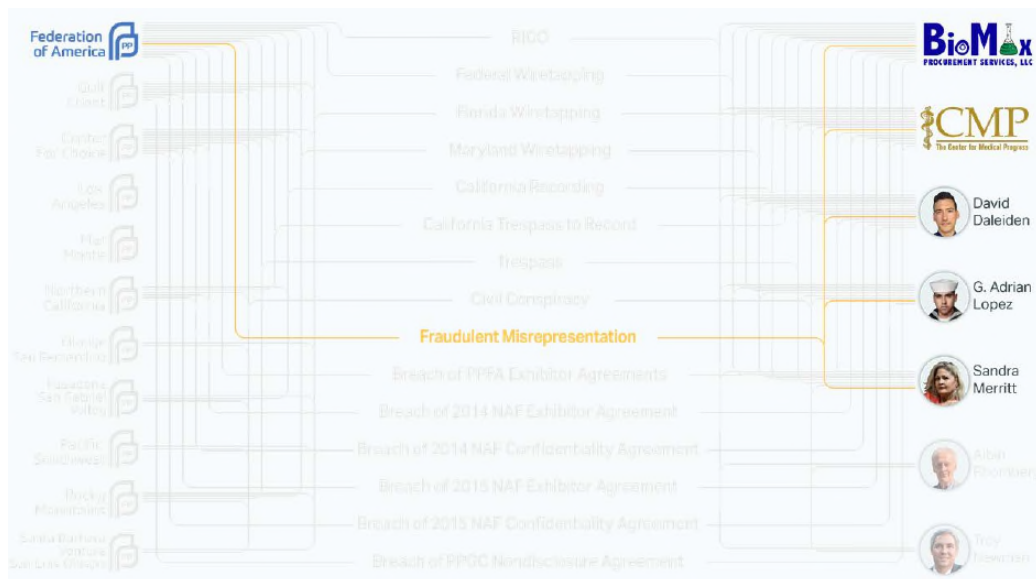 Federation
of America
PP
Gulf
Coast
Center
For Choice
Los
Angeles
Mar
Monte
Northern
California
Orange
San Bernardino
Pasadena
San Gabriel
Valley
Pacific
Southwest
Rocky
Mountains
Santa Barbara
Ventura
San Luis Obispo
RICO
Federal Wiretapping
Florida Wiretapping
Maryland Wiretapping
California Recording
California Trespass to Record
Trespass
Civil Conspiracy
Fraudulent Misrepresentation
Breach of PPFA Exhibitor Agreements
Breach of 2014 NAF Exhibitor Agreement
Breach of 2014 NAF Confidentiality Agreement
Breach of 2015 NAF Exhibitor Agreement
Breach of 2015 NAF Confidentiality Agreement
Breach of PPGC Nondisclosure Agreement
BioMax
PROCUREMENT SERVICES, LLC
CMP
The Center for Medical Progress
David
Daleiden
G. Adrian
Lopez
Sandra
Merritt
Albin
Rhomberg
Troy
Newman